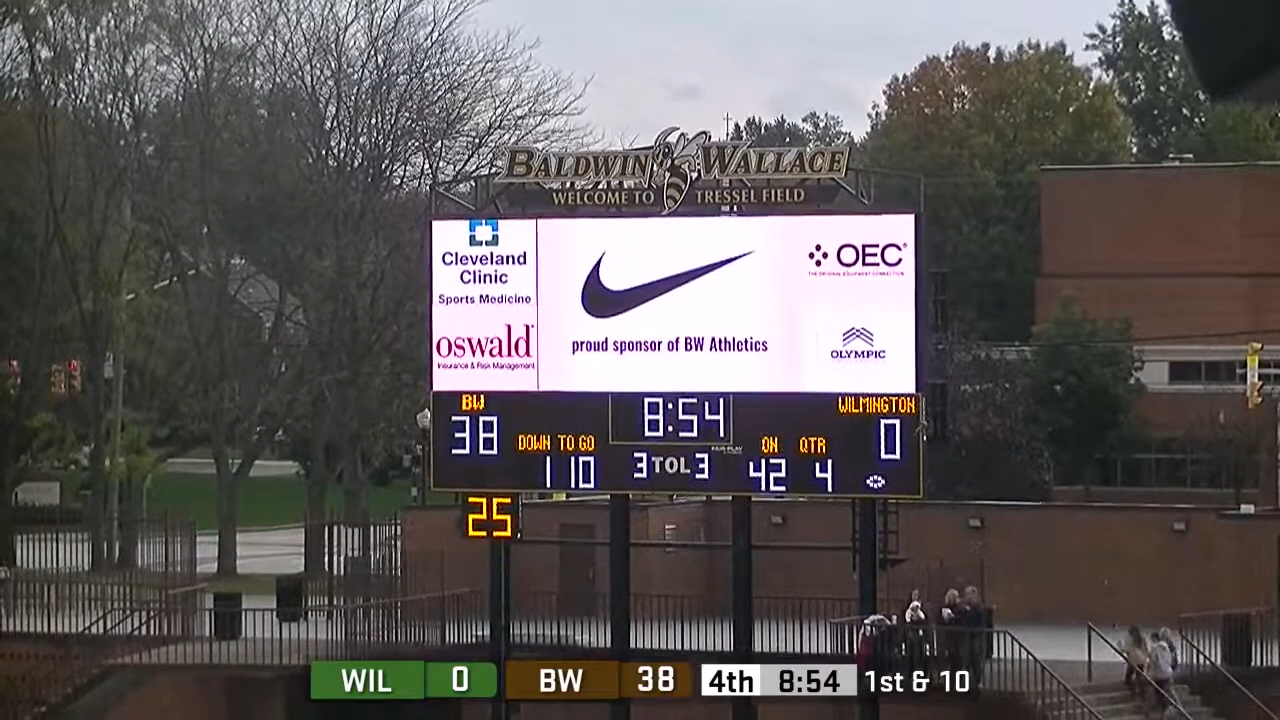 BALDWIN WALLACE
WELCOME TO TRESSEL FIELD
Cleveland
Clinic
Sports Medicine
oswald
Insurance & Risk Management
proud sponsor of BW Athletics
OEC
THE ORIGINAL EQUIPMENT CONNECTION
OLYMPIC
BW
38
8:54
WILMINGTON
0
DOWN TO GO
1 10
3 TOL 3
ON QTR
42 4
25
WIL 0 BW 38 4th 8:54 1st & 10